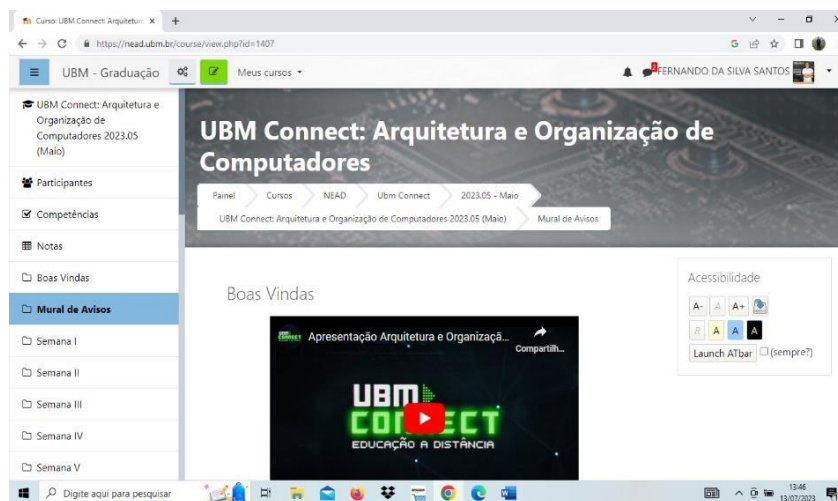 Curso: UBM Connect: Arquitetur
https://nead.ubm.br/course/view.php?id=1407
UBM - Graduação
Meus cursos
2
FERNANDO DA SILVA SANTOS
UBM Connect: Arquitetura e
Organização de
Computadores 2023.05
(Maio)
Participantes
Competências
Notas
Boas Vindas
Mural de Avisos
Semana I
Semana II
Semana III
Semana IV
Semana V
UBM Connect: Arquitetura e Organização de
Computadores
Painel
Cursos
NEAD
Ubm Connect
2023.05 - Maio
UBM Connect: Arquitetura e Organização de Computadores 2023.05 (Maio)
Mural de Avisos
Boas Vindas
Apresentação Arquitetura e Organizaçã...
Compartilh...
UBM
CONNECT
EDUCAÇÃO A DISTÂNCIA
Acessibilidade
A- A A+
R A A A
Launch ATbar (sempre?)
Digite aqui para pesquisar
13:46
13/07/2023